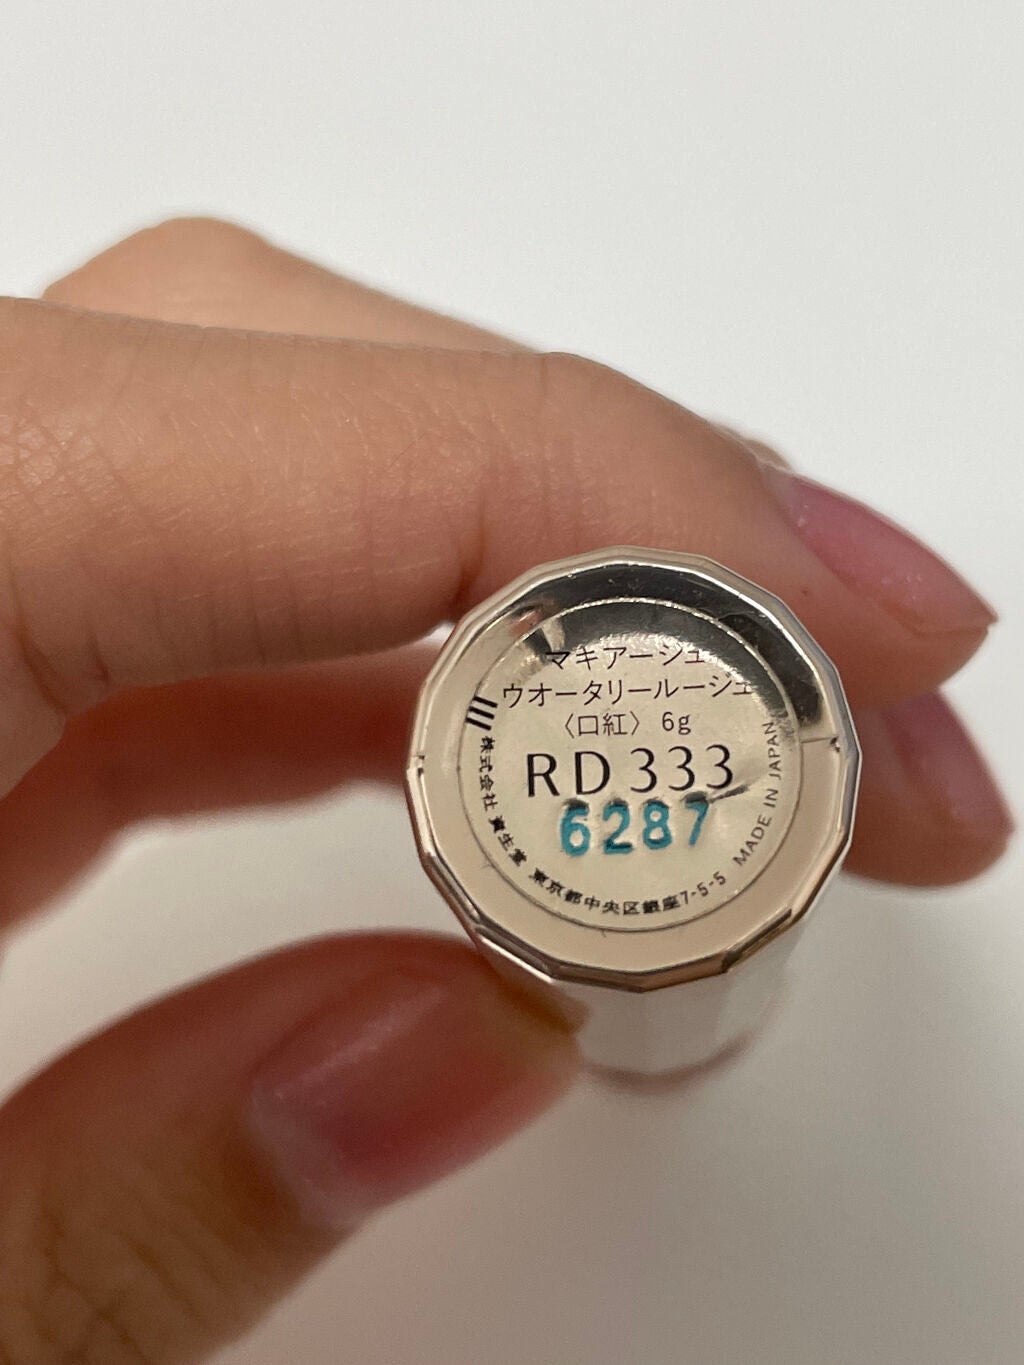 マキアージュ
ウオータリールージュ
〈口紅〉 6g
RD333
6287
株式会社 資生堂 東京都中央区銀座7-5-5 MADE IN JAPAN